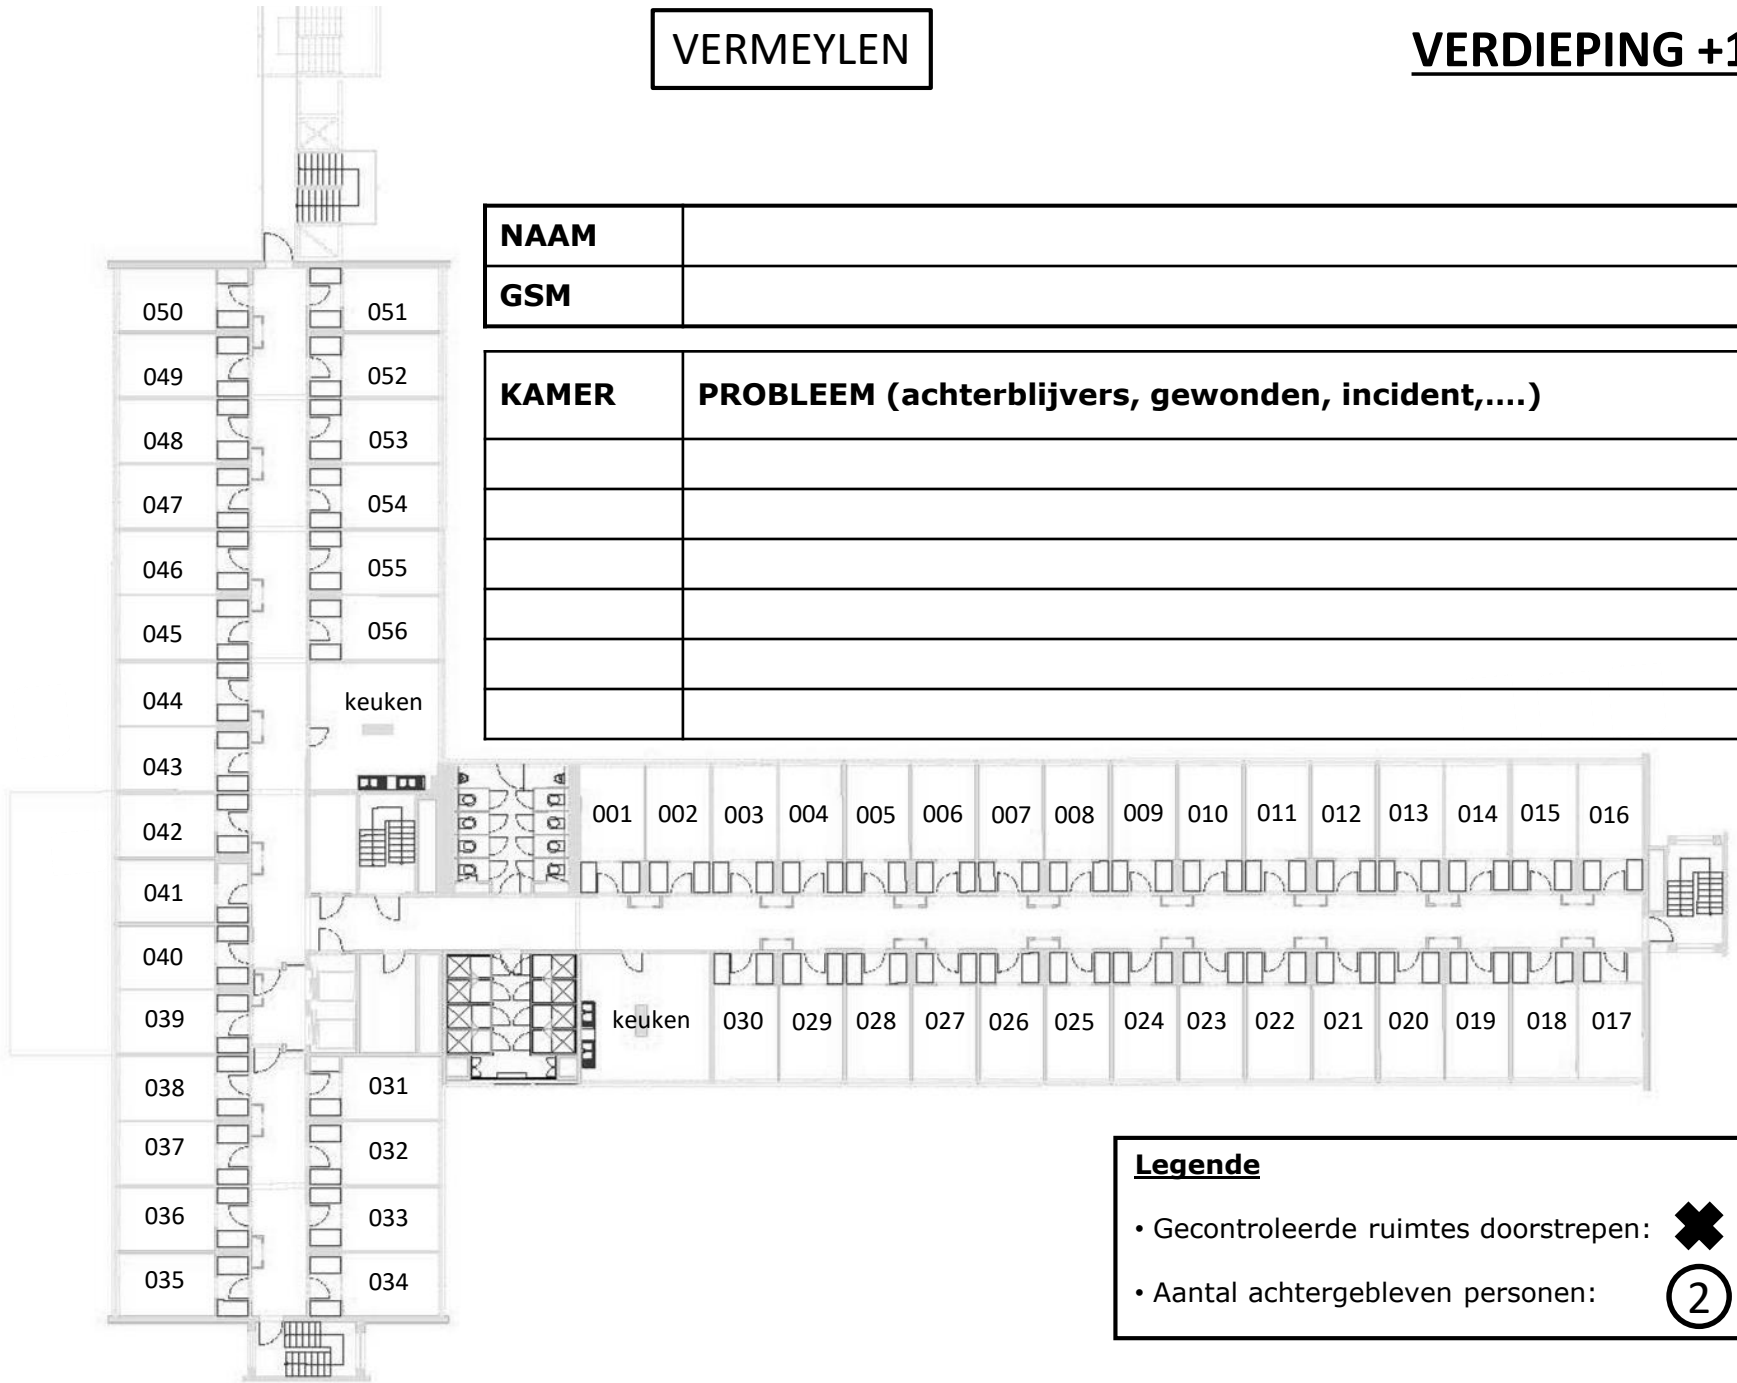 VERMEYLEN
VERDIEPING +1
NAAM
GSM
KAMER PROBLEEM (achterblijvers, gewonden, incident,....)
050 051
049 052
048 053
047 054
046 055
045 056
044 keuken
043
042
041
040
039
038 031
037 032
036 033
035 034
001 002 003 004 005 006 007 008 009 010 011 012 013 014 015 016
keuken 030 029 028 027 026 025 024 023 022 021 020 019 018 017
Legende
• Gecontroleerde ruimtes doorstrepen:
• Aantal achtergebleven personen: 2